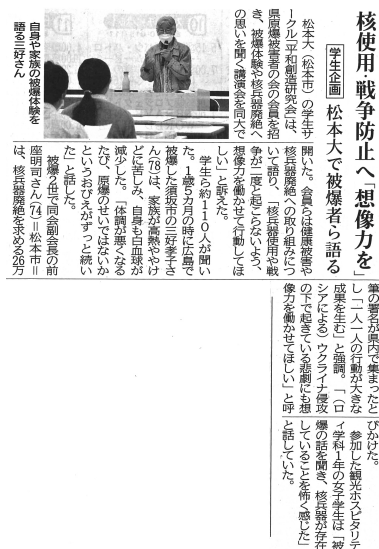 核使用・戦争防止へ「想像力を」
学生企画
松本大で被爆者ら語る
松本大（松本市）の学生サ
ークル「平和創造研究会」は、
県原爆被害者の会の会員を招
き、被爆体験や核兵器廃絶へ
の思いを聞く講演会を同大で
開いた。会員らは健康被害や
核兵器廃絶への取り組みにつ
いて語り、「核兵器使用や戦
争が二度と起こらないよう、
想像力を働かせて行動してほ
しい」と訴えた。
学生ら約110人が聞い
た。1歳5カ月の時に広島で
被爆した須坂市の三好孝子さ
ん(78)は、家族が高熱ややけ
どに苦しみ、自身も白血球が
減少した。「体調が悪くなる
たび、原爆のせいではないか
というおびえがずっと続い
た」と話した。
被爆2世で同会副会長の前
座明司さん(74)＝松本市＝
は、核兵器廃絶を求める26万
筆の署名が県内で集まったと
し「一人一人の行動が大きな
成果を生む」と強調。「（ロ
シアによる）ウクライナ侵攻
の下で起きている悲劇にも想
像力を働かせてほしい」と呼
びかけた。
参加した観光ホスピタリテ
ィ学科1年の女子学生は「被
爆の話を聞き、核兵器が存在
していることを怖く感じた」
と話していた。
自身や家族の被爆体験を
語る三好さん